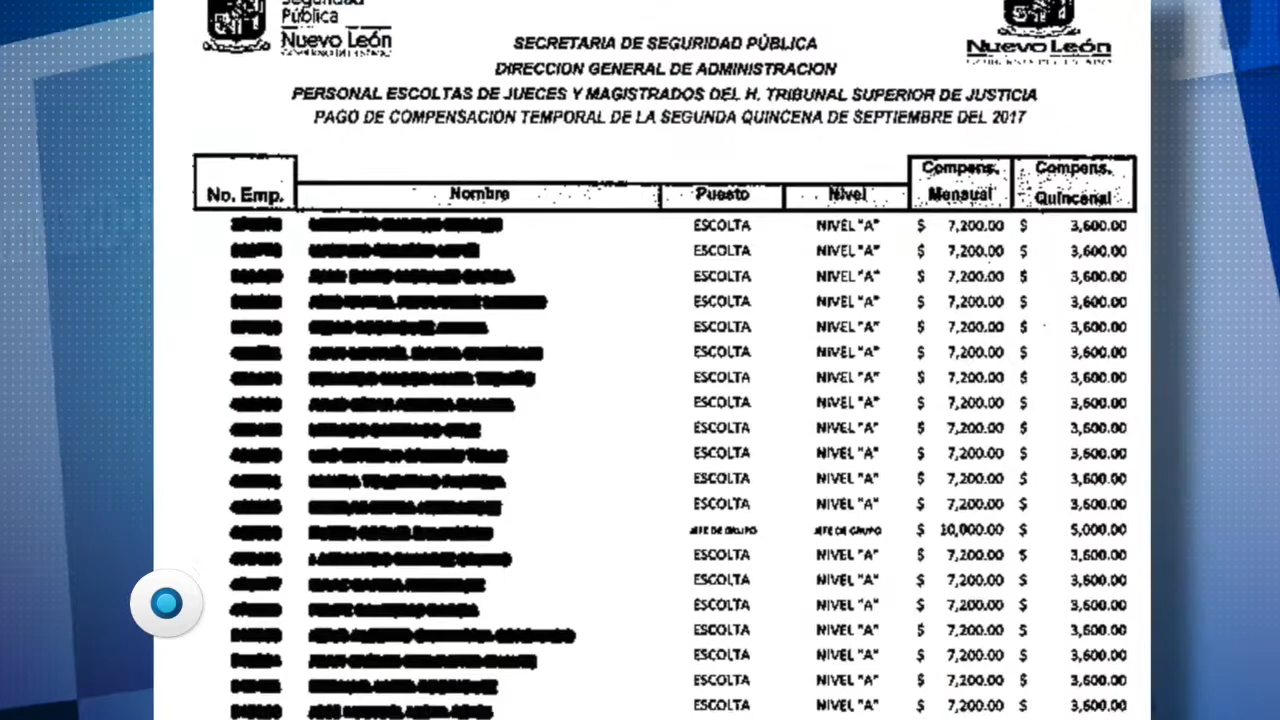 Seguridad
Pública
Nuevo León
Nuevo León
SECRETARIA DE SEGURIDAD PÚBLICA
DIRECCION GENERAL DE ADMINISTRACION
PERSONAL ESCOLTAS DE JUECES Y MAGISTRADOS DEL H. TRIBUNAL SUPERIOR DE JUSTICIA
PAGO DE COMPENSACION TEMPORAL DE LA SEGUNDA QUINCENA DE SEPTIEMBRE DEL 2017
No. Emp. Nombre Puesto Nivel Compens. Mensual Compens. Quincenal
ESCOLTA NIVEL "A" $ 7,200.00 $ 3,600.00
ESCOLTA NIVEL "A" $ 7,200.00 $ 3,600.00
ESCOLTA NIVEL "A" $ 7,200.00 $ 3,600.00
ESCOLTA NIVEL "A" $ 7,200.00 $ 3,600.00
ESCOLTA NIVEL "A" $ 7,200.00 $ 3,600.00
ESCOLTA NIVEL "A" $ 7,200.00 $ 3,600.00
ESCOLTA NIVEL "A" $ 7,200.00 $ 3,600.00
ESCOLTA NIVEL "A" $ 7,200.00 $ 3,600.00
ESCOLTA NIVEL "A" $ 7,200.00 $ 3,600.00
ESCOLTA NIVEL "A" $ 7,200.00 $ 3,600.00
ESCOLTA NIVEL "A" $ 7,200.00 $ 3,600.00
ESCOLTA NIVEL "A" $ 7,200.00 $ 3,600.00
JEFE DE GRUPO JEFE DE GRUPO $ 10,000.00 $ 5,000.00
ESCOLTA NIVEL "A" $ 7,200.00 $ 3,600.00
ESCOLTA NIVEL "A" $ 7,200.00 $ 3,600.00
ESCOLTA NIVEL "A" $ 7,200.00 $ 3,600.00
ESCOLTA NIVEL "A" $ 7,200.00 $ 3,600.00
ESCOLTA NIVEL "A" $ 7,200.00 $ 3,600.00
ESCOLTA NIVEL "A" $ 7,200.00 $ 3,600.00
ESCOLTA NIVEL "A" $ 7,200.00 $ 3,600.00